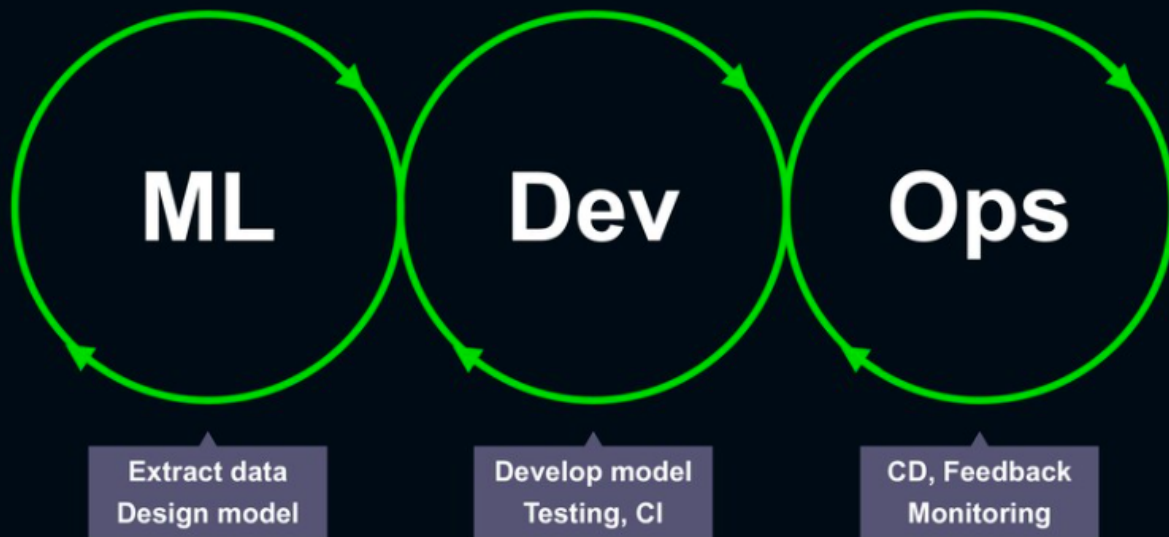 ML
Dev
Ops
Extract data
Design model
Develop model
Testing, CI
CD, Feedback
Monitoring